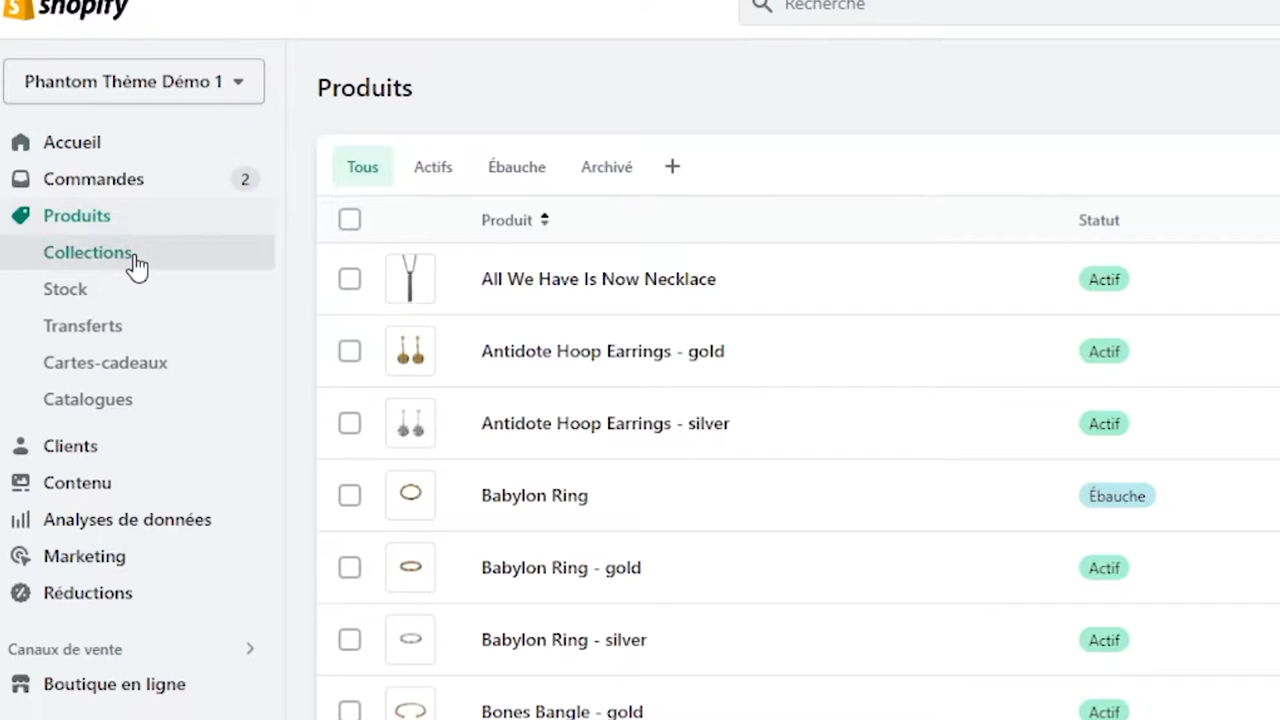 shopify
Recherche
Phantom Thème Démo 1
Produits
Accueil
Commandes 2
Produits
Collections
Stock
Transferts
Cartes-cadeaux
Catalogues
Clients
Contenu
Analyses de données
Marketing
Réductions
Canaux de vente
Boutique en ligne
Tous Actifs Ébauche Archivé +
Produit Statut
All We Have Is Now Necklace Actif
Antidote Hoop Earrings - gold Actif
Antidote Hoop Earrings - silver Actif
Babylon Ring Ébauche
Babylon Ring - gold Actif
Babylon Ring - silver Actif
Bones Bangle - gold Actif